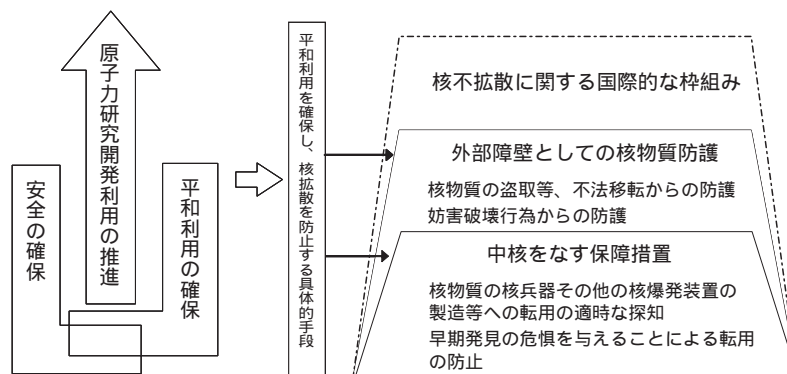 原子力研究開発利用の推進
安全の確保
平和利用の確保
平和利用を確保し、核拡散を防止する具体的手段
核不拡散に関する国際的な枠組み
外部障壁としての核物質防護
核物質の盗取等、不法移転からの防護
妨害破壊行為からの防護
中核をなす保障措置
核物質の核兵器その他の核爆発装置の
製造等への転用の適時な探知
早期発見の危惧を与えることによる転用
の防止